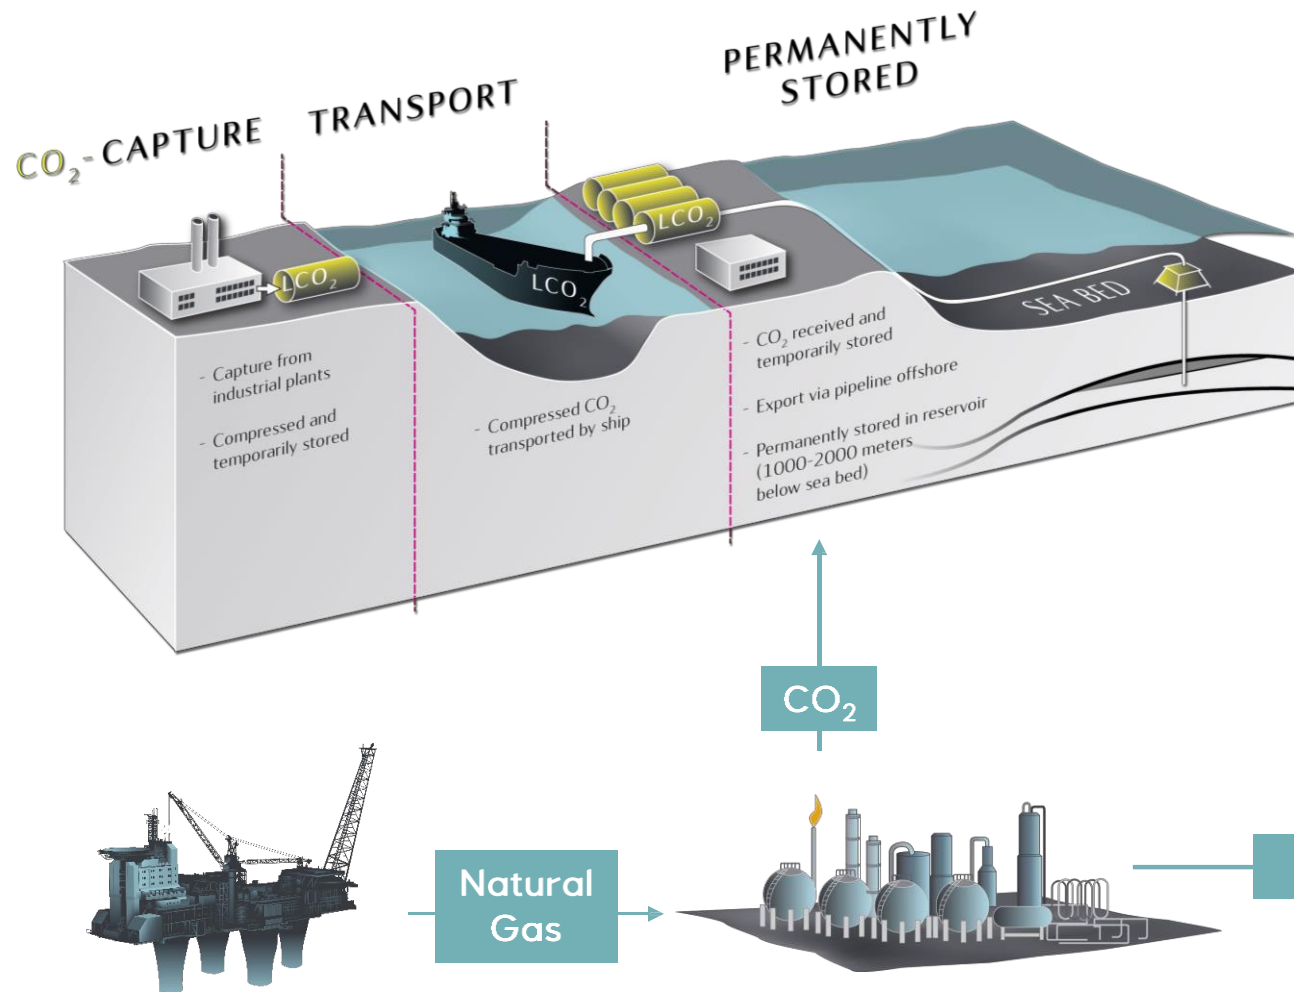 CO₂-CAPTURE
TRANSPORT
PERMANENTLY
STORED
LCO₂
LCO₂
LCO₂
SEA BED
- Capture from
industrial plants
- Compressed and
temporarily stored
- Compressed CO₂
transported by ship
- CO₂ received and
temporarily stored
- Export via pipeline offshore
- Permanently stored in reservoir
(1000-2000 meters
below sea bed)
CO₂
Natural
Gas